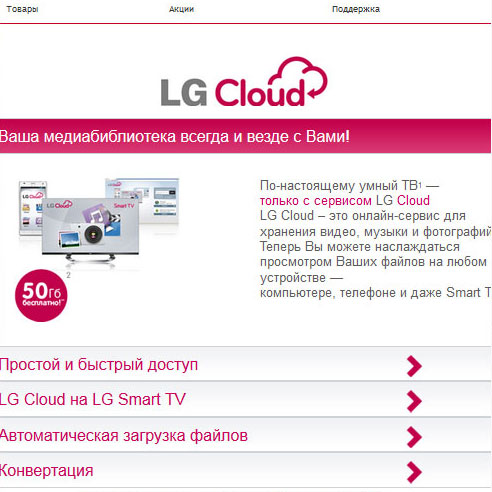 Товары
Акции
Поддержка
LG Cloud
Ваша медиабиблиотека всегда и везде с Вами!
LG Cloud
Smart TV
2
50Гб
бесплатно!
По-настоящему умный ТВ1 —
только с сервисом LG Cloud
LG Cloud – это онлайн-сервис для
хранения видео, музыки и фотографий
Теперь Вы можете наслаждаться
просмотром Ваших файлов на любом
устройстве —
компьютере, телефоне и даже Smart T
Простой и быстрый доступ
LG Cloud на LG Smart TV
Автоматическая загрузка файлов
Конвертация